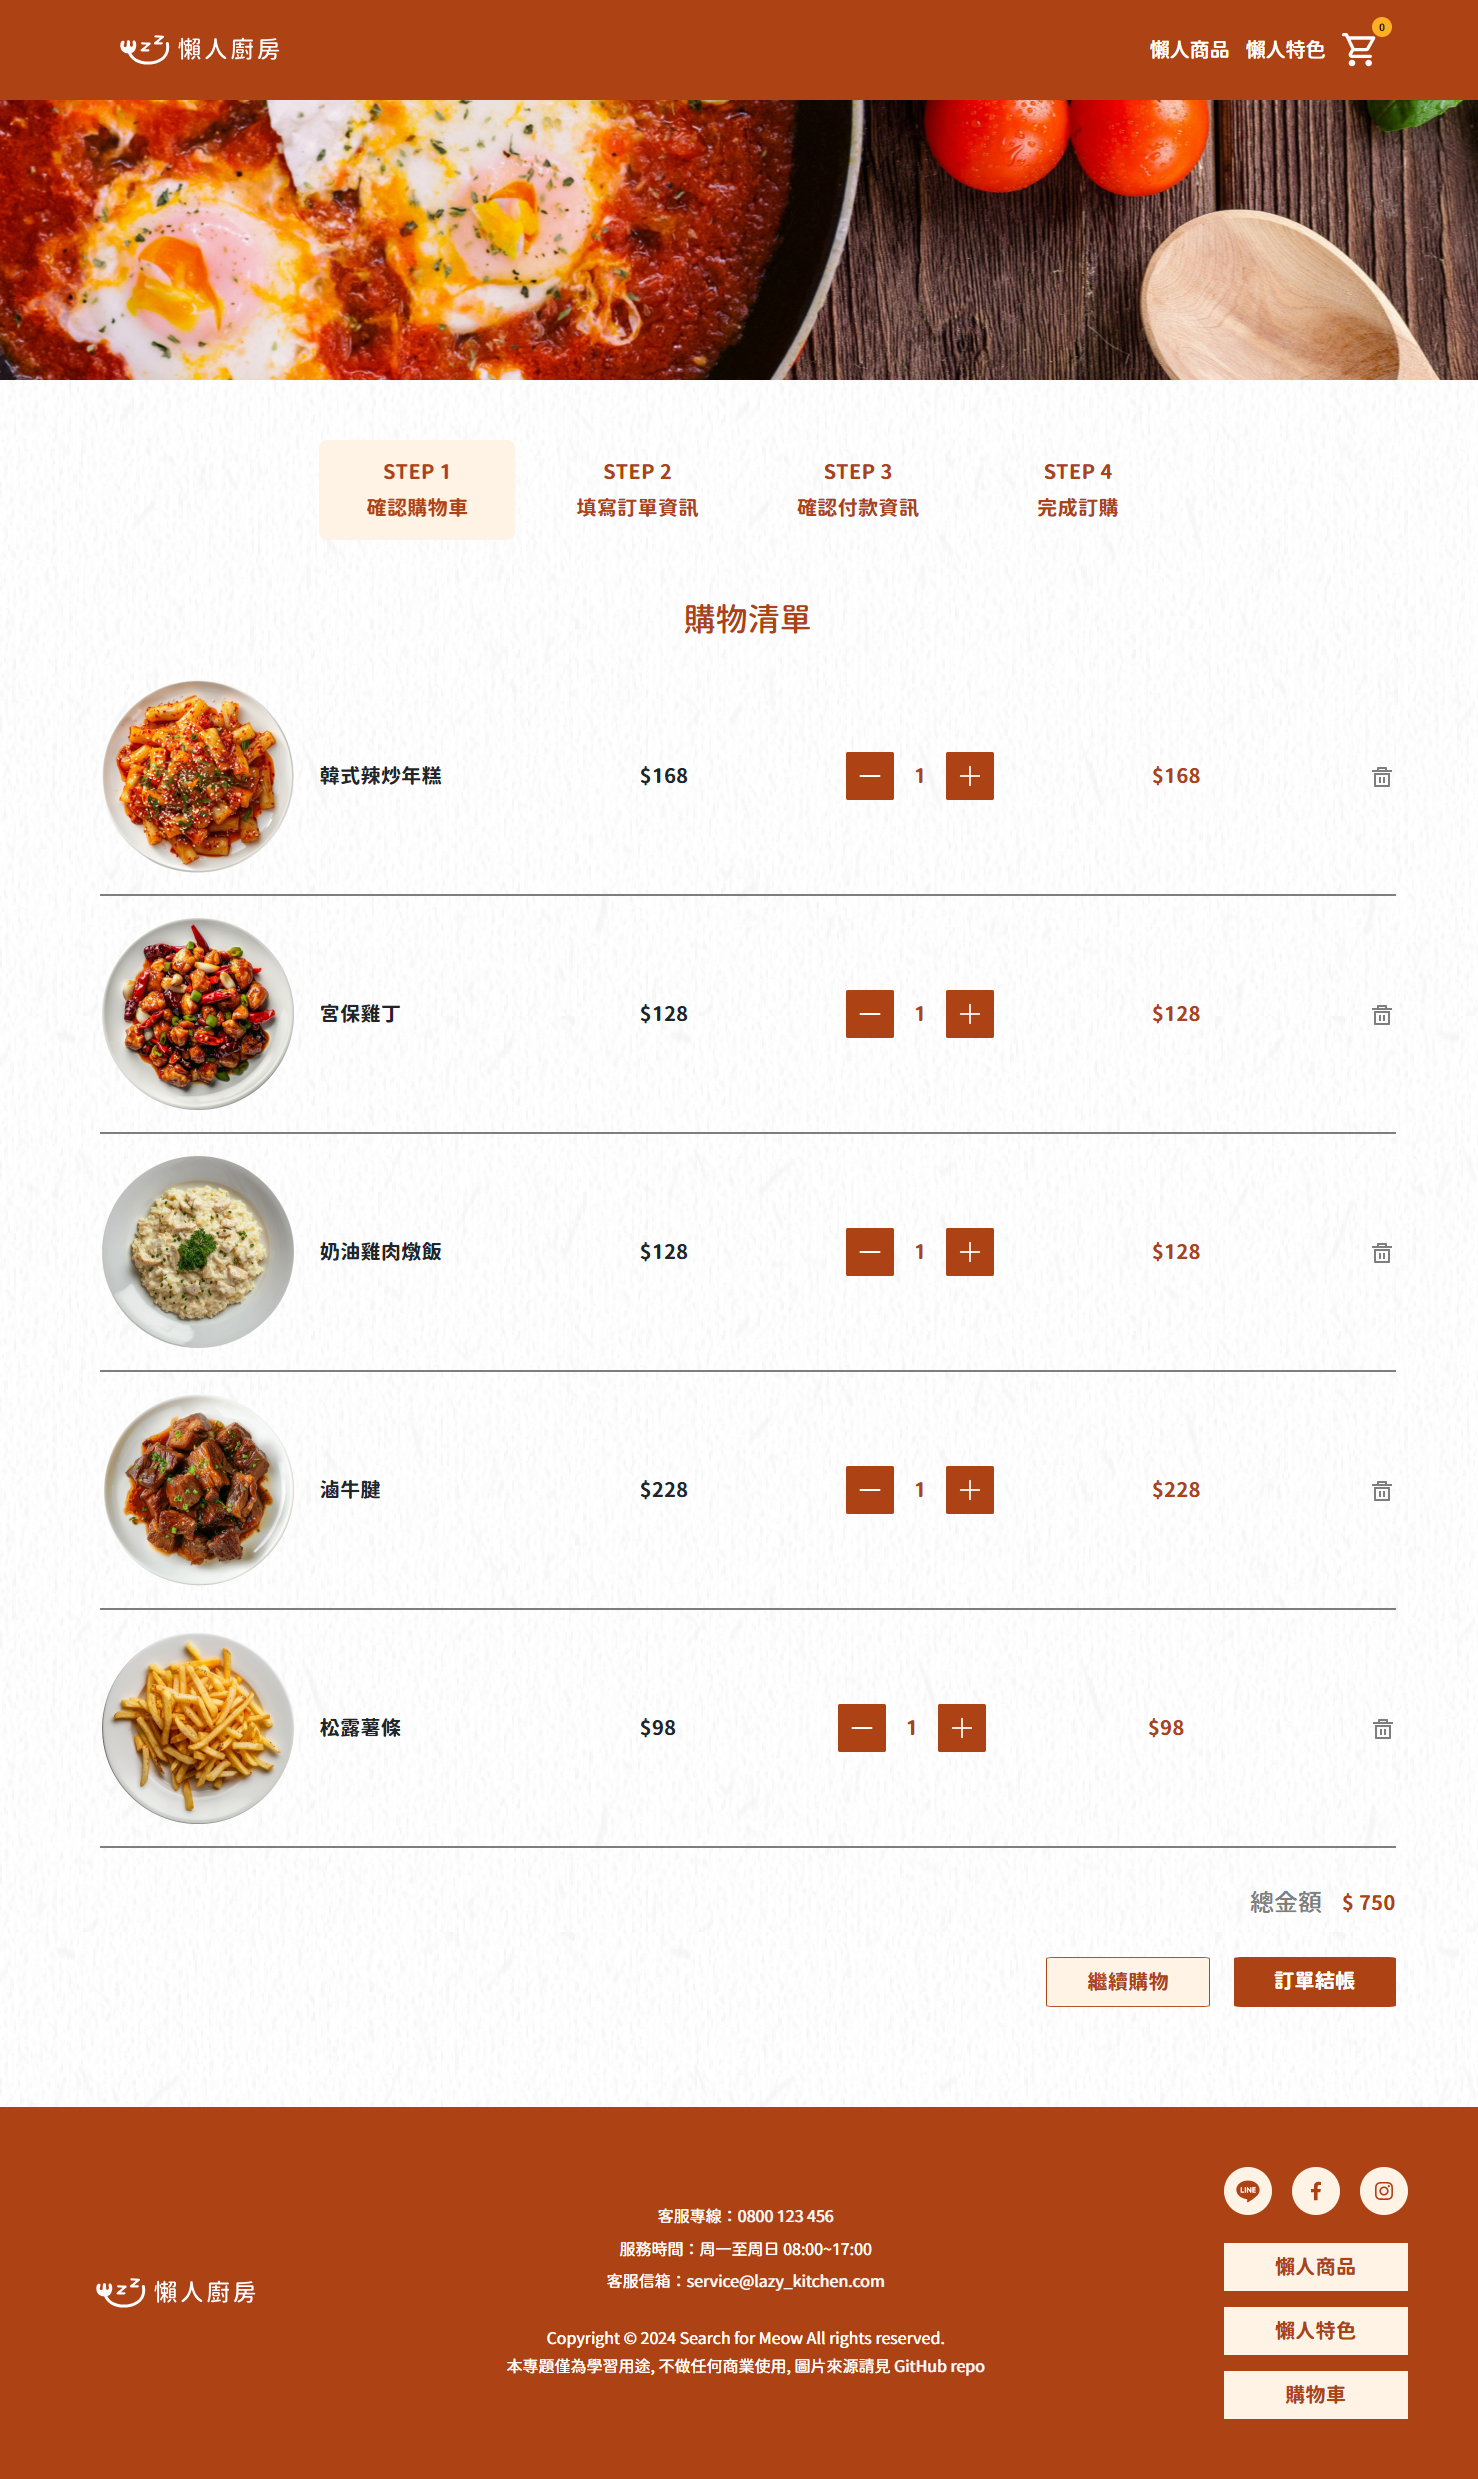 懶人廚房
懶人商品 懶人特色 0
STEP 1
確認購物車
STEP 2
填寫訂單資訊
STEP 3
確認付款資訊
STEP 4
完成訂購
購物清單
韓式辣炒年糕 $168 1 $168
宮保雞丁 $128 1 $128
奶油雞肉燉飯 $128 1 $128
滷牛腱 $228 1 $228
松露薯條 $98 1 $98
總金額 $ 750
繼續購物 訂單結帳
懶人廚房
客服專線：0800 123 456
服務時間：周一至周日 08:00~17:00
客服信箱：service@lazy_kitchen.com
Copyright © 2024 Search for Meow All rights reserved.
本專題僅為學習用途, 不做任何商業使用, 圖片來源請見 GitHub repo
LINE
懶人商品
懶人特色
購物車